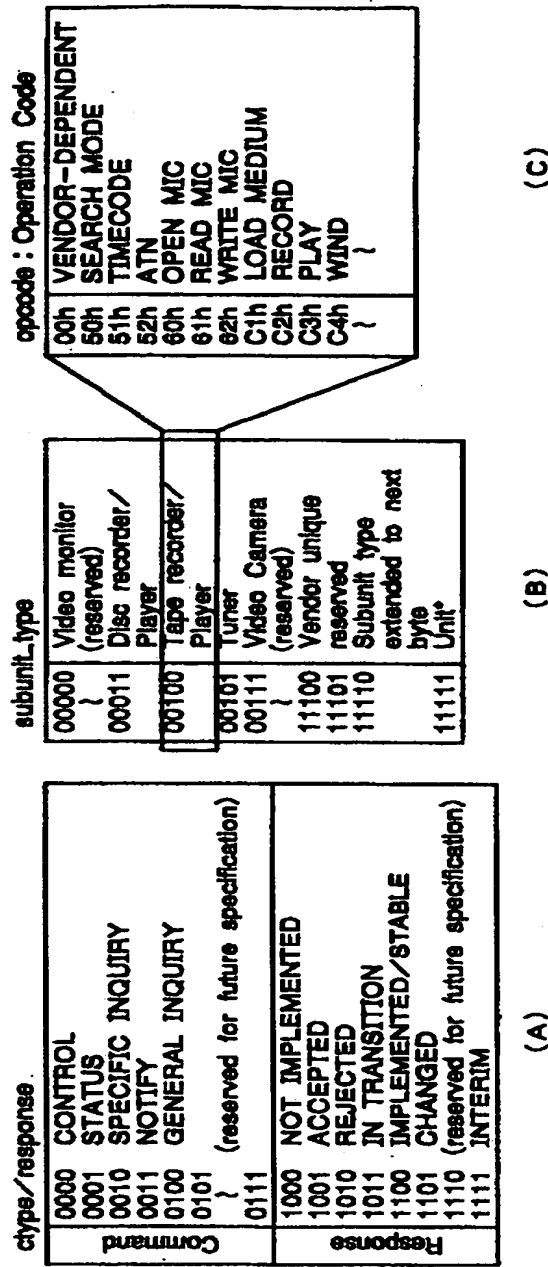 ctype/response
Command
0000 CONTROL
0001 STATUS
0010 SPECIFIC INQUIRY
0011 NOTIFY
0100 GENERAL INQUIRY
0101
~ (reserved for future specification)
0111
Response
1000 NOT IMPLEMENTED
1001 ACCEPTED
1010 REJECTED
1011 IN TRANSITION
1100 IMPLEMENTED/STABLE
1101 CHANGED
1110 (reserved for future specification)
1111 INTERIM
(A)
subunit_type
00000 Video monitor
~ (reserved)
00011 Disc recorder/
Player
00100 Tape recorder/
Player
00101 Tuner
00111 Video Camera
~ (reserved)
11100 Vendor unique
11101 reserved
11110 Subunit type
extended to next
byte
11111 Unit*
(B)
opcode : Operation Code
00h VENDOR-DEPENDENT
50h SEARCH MODE
51h TIMECODE
52h ATN
60h OPEN MIC
61h READ MIC
62h WRITE MIC
C1h LOAD MEDIUM
C2h RECORD
C3h PLAY
C4h WIND
~ ~
(C)